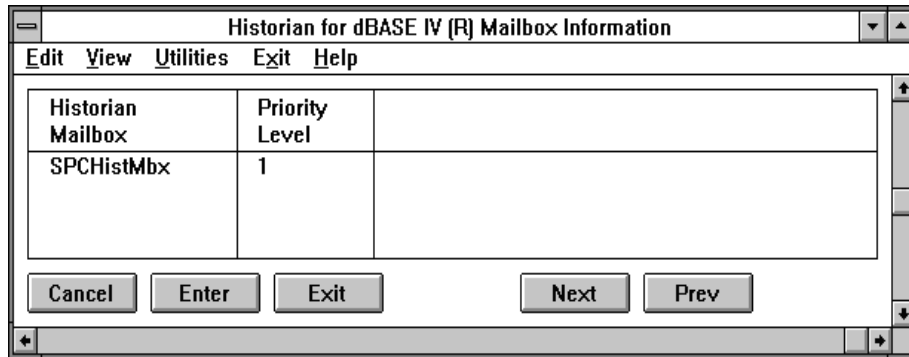 Historian for dBASE IV (R) Mailbox Information
Edit View Utilities Exit Help
Historian Mailbox
Priority Level
SPCHistMbx 1
Cancel Enter Exit Next Prev